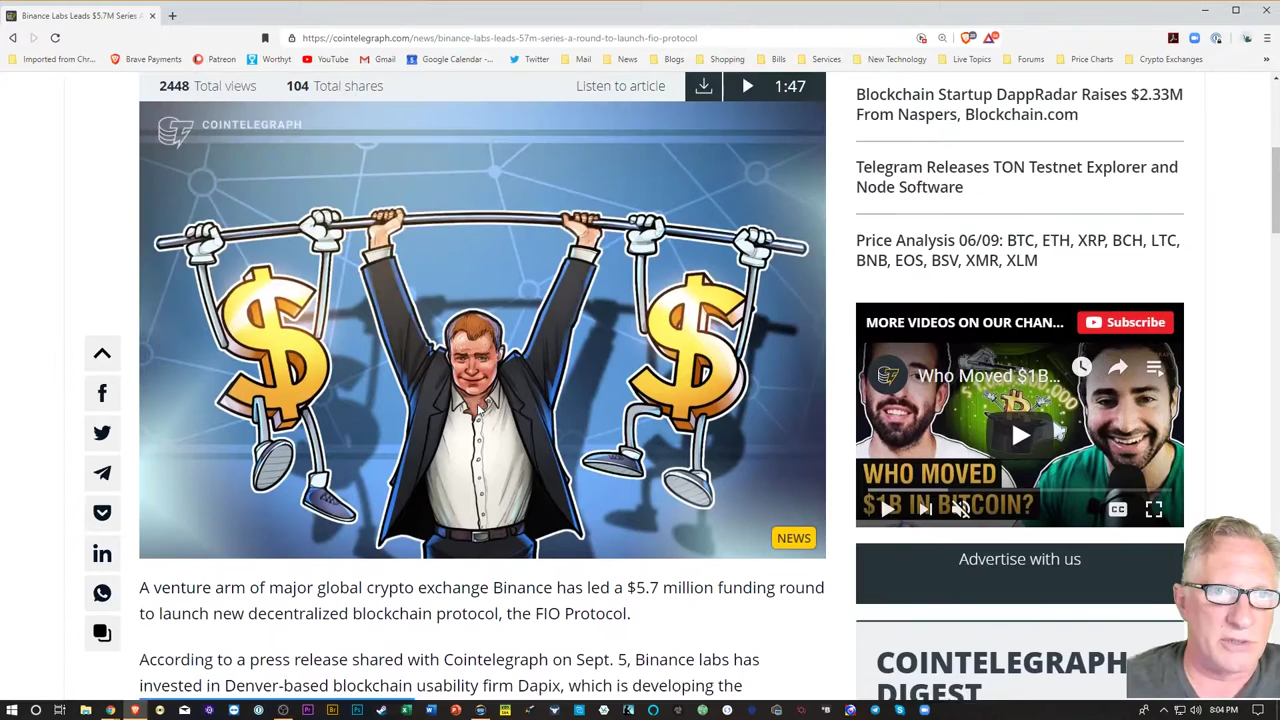 Binance Labs Leads $5.7M Series A
https://cointelegraph.com/news/binance-labs-leads-57m-series-a-round-to-launch-fio-protocol
Imported from Chr...
Brave Payments
Patreon
Worthy
YouTube
Gmail
Google Calendar -...
Twitter
Mail
News
Blogs
Shopping
Bills
Services
New Technology
Live Topics
Forums
Price Charts
Crypto Exchanges
2448 Total views
104 Total shares
Listen to article
1:47
COINTELEGRAPH
NEWS
A venture arm of major global crypto exchange Binance has led a $5.7 million funding round
to launch new decentralized blockchain protocol, the FIO Protocol.
According to a press release shared with Cointelegraph on Sept. 5, Binance labs has
invested in Denver-based blockchain usability firm Dapix, which is developing the
Blockchain Startup DappRadar Raises $2.33M
From Naspers, Blockchain.com
Telegram Releases TON Testnet Explorer and
Node Software
Price Analysis 06/09: BTC, ETH, XRP, BCH, LTC,
BNB, EOS, BSV, XMR, XLM
MORE VIDEOS ON OUR CHAN...
Subscribe
Who Moved $1B...
WHO MOVED
$1B IN BITCOIN?
CC
Advertise with us
COINTELEGRAPH
DIGEST
8:04 PM